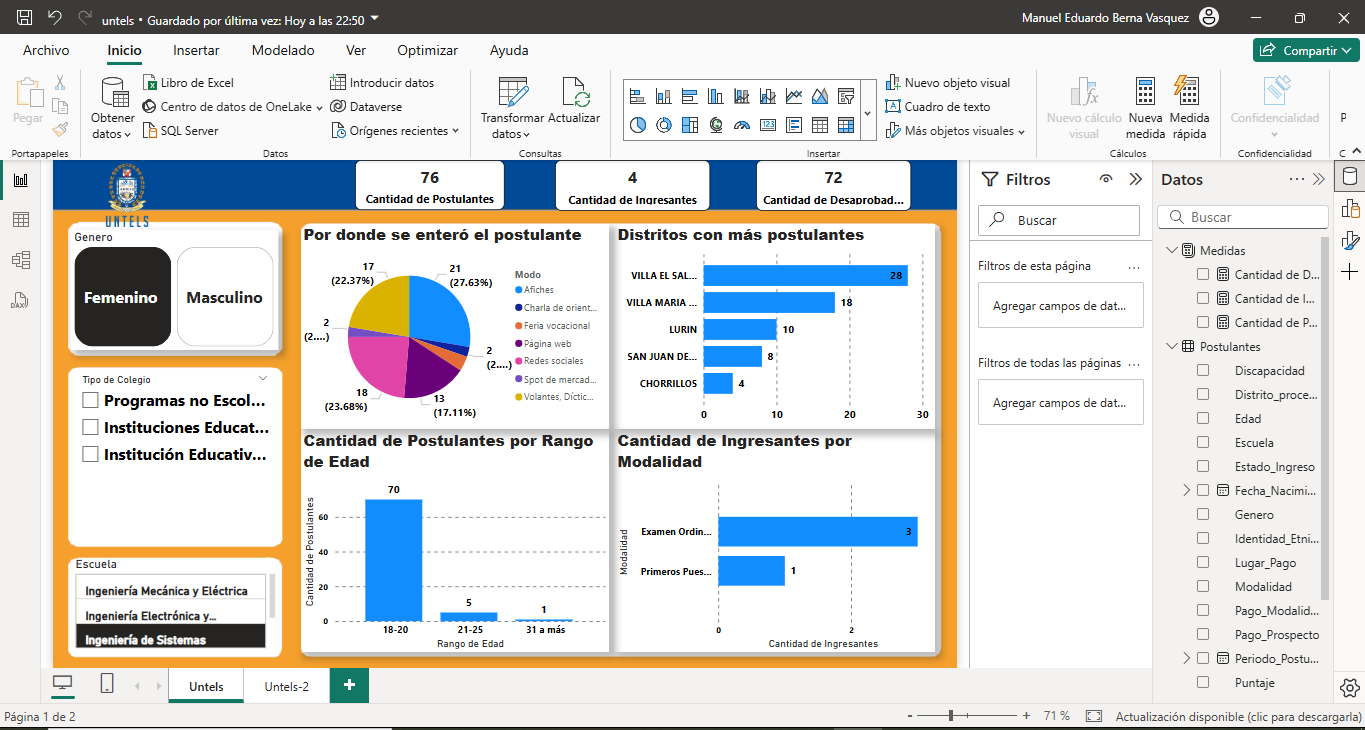 untels • Guardado por última vez: Hoy a las 22:50
Manuel Eduardo Berna Vasquez
Archivo
Inicio
Insertar
Modelado
Ver
Optimizar
Ayuda
Compartir
Pegar
Portapapeles
Obtener datos
Libro de Excel
Centro de datos de OneLake
SQL Server
Introducir datos
Dataverse
Orígenes recientes
Datos
Transformar datos
Actualizar
Consultas
Nuevo objeto visual
Cuadro de texto
Más objetos visuales
Insertar
Nuevo cálculo visual
Nueva medida
Medida rápida
Cálculos
Confidencialidad
Confidencialidad
P
C
UNTELS
76
Cantidad de Postulantes
4
Cantidad de Ingresantes
72
Cantidad de Desaprobad...
Genero
Femenino
Masculino
Tipo de Colegio
Programas no Escol...
Instituciones Educat...
Institución Educativ...
Escuela
Ingeniería Mecánica y Eléctrica
Ingeniería Electrónica y...
Ingeniería de Sistemas
Por donde se enteró el postulante
21
(27.63%)
2
(2....)
13
(17.11%)
18
(23.68%)
2
(2....)
17
(22.37%)
Modo
Afiches
Charla de orient...
Feria vocacional
Página web
Redes sociales
Spot de mercad...
Volantes, Díctic...
Distritos con más postulantes
VILLA EL SAL... 28
VILLA MARIA ... 18
LURIN 10
SAN JUAN DE... 8
CHORRILLOS 4
0 10 20 30
Cantidad de Postulantes por Rango
de Edad
Cantidad de Postulantes
60
40
20
0
70
5
1
18-20 21-25 31 a más
Rango de Edad
Cantidad de Ingresantes por
Modalidad
Modalidad
Examen Ordin... 3
Primeros Pues... 1
0 2
Cantidad de Ingresantes
Filtros
Buscar
Filtros de esta página ...
Agregar campos de dat...
Filtros de todas las páginas ...
Agregar campos de dat...
Datos
Buscar
Medidas
Cantidad de D...
Cantidad de I...
Cantidad de P...
Postulantes
Discapacidad
Distrito_proce...
Edad
Escuela
Estado_Ingreso
Fecha_Nacimi...
Genero
Identidad_Etni...
Lugar_Pago
Modalidad
Pago_Modalid...
Pago_Prospecto
Periodo_Postu...
Puntaje
Untels
Untels-2
Página 1 de 2
- + 71 %
Actualización disponible (clic para descargarla)